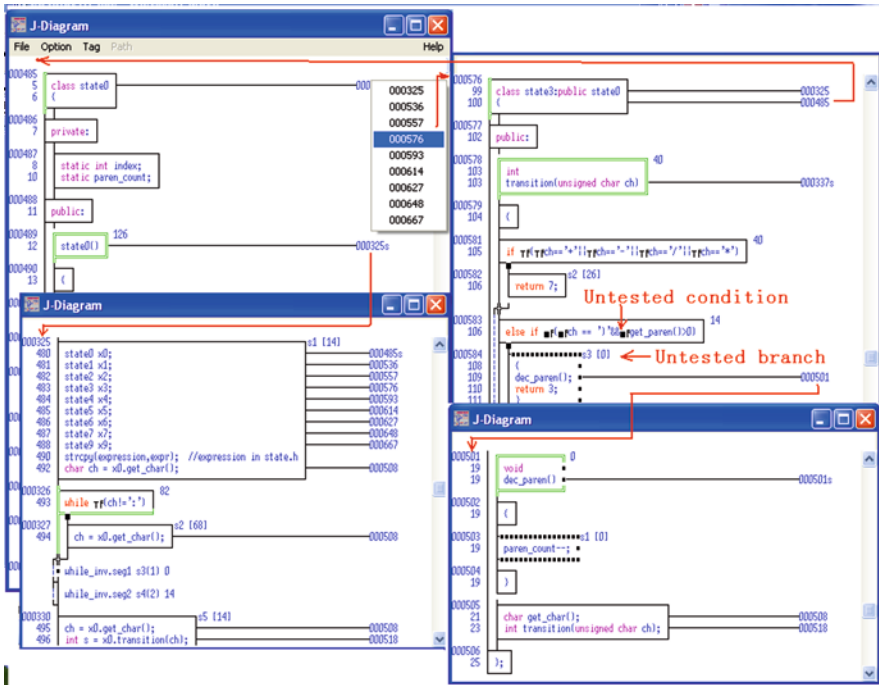 J-Diagram
File Option Tag Path Help
000485
5 class state0
6 {
000486
7 private:
000487
8 static int index;
10 static paren_count;
000488
11 public:
000489 126
12 state0() 000325s
000490
13 {
000325
000536
000557
000576
000593
000614
000627
000648
000667
000576
99 class state3:public state0 000325
100 { 000485
000577
102 public:
000578 40
103 int
103 transition(unsigned char ch) 000337s
000579
104 {
000581 40
105 if TF(TFch=='+'||TFch=='-'||TFch=='/'||TFch=='*')
000582 s2 [26]
106 return 7;
Untested condition
000583 14
106 else if (ch == ')'&&get_paren()>0)
000584 s3 [0] Untested branch
108 {
109 dec_paren(); 000501
110 return 3;
111 }
J-Diagram
000325 s1 [14]
480 state0 x0; 000485s
481 state1 x1; 000536
482 state2 x2; 000557
483 state3 x3; 000576
484 state4 x4; 000593
485 state5 x5; 000614
486 state6 x6; 000627
487 state7 x7; 000648
488 state9 x9; 000667
490 strcpy(expression,expr); //expression in state.h
492 char ch = x0.get_char(); 000508
000326 82
493 while TF(ch!=';')
000327 s2 [68]
494 ch = x0.get_char(); 000508
while_inv.seg1 s3(1) 0
while_inv.seg2 s4(2) 14
000330 s5 [14]
495 ch = x0.get_char(); 000508
496 int s = x0.transition(ch); 000518
J-Diagram
000501 0
19 void
19 dec_paren() 000501s
000502
19 {
000503 s1 [0]
19 paren_count--;
000504
19 }
000505
21 char get_char(); 000508
23 int transition(unsigned char ch); 000518
000506
25 };